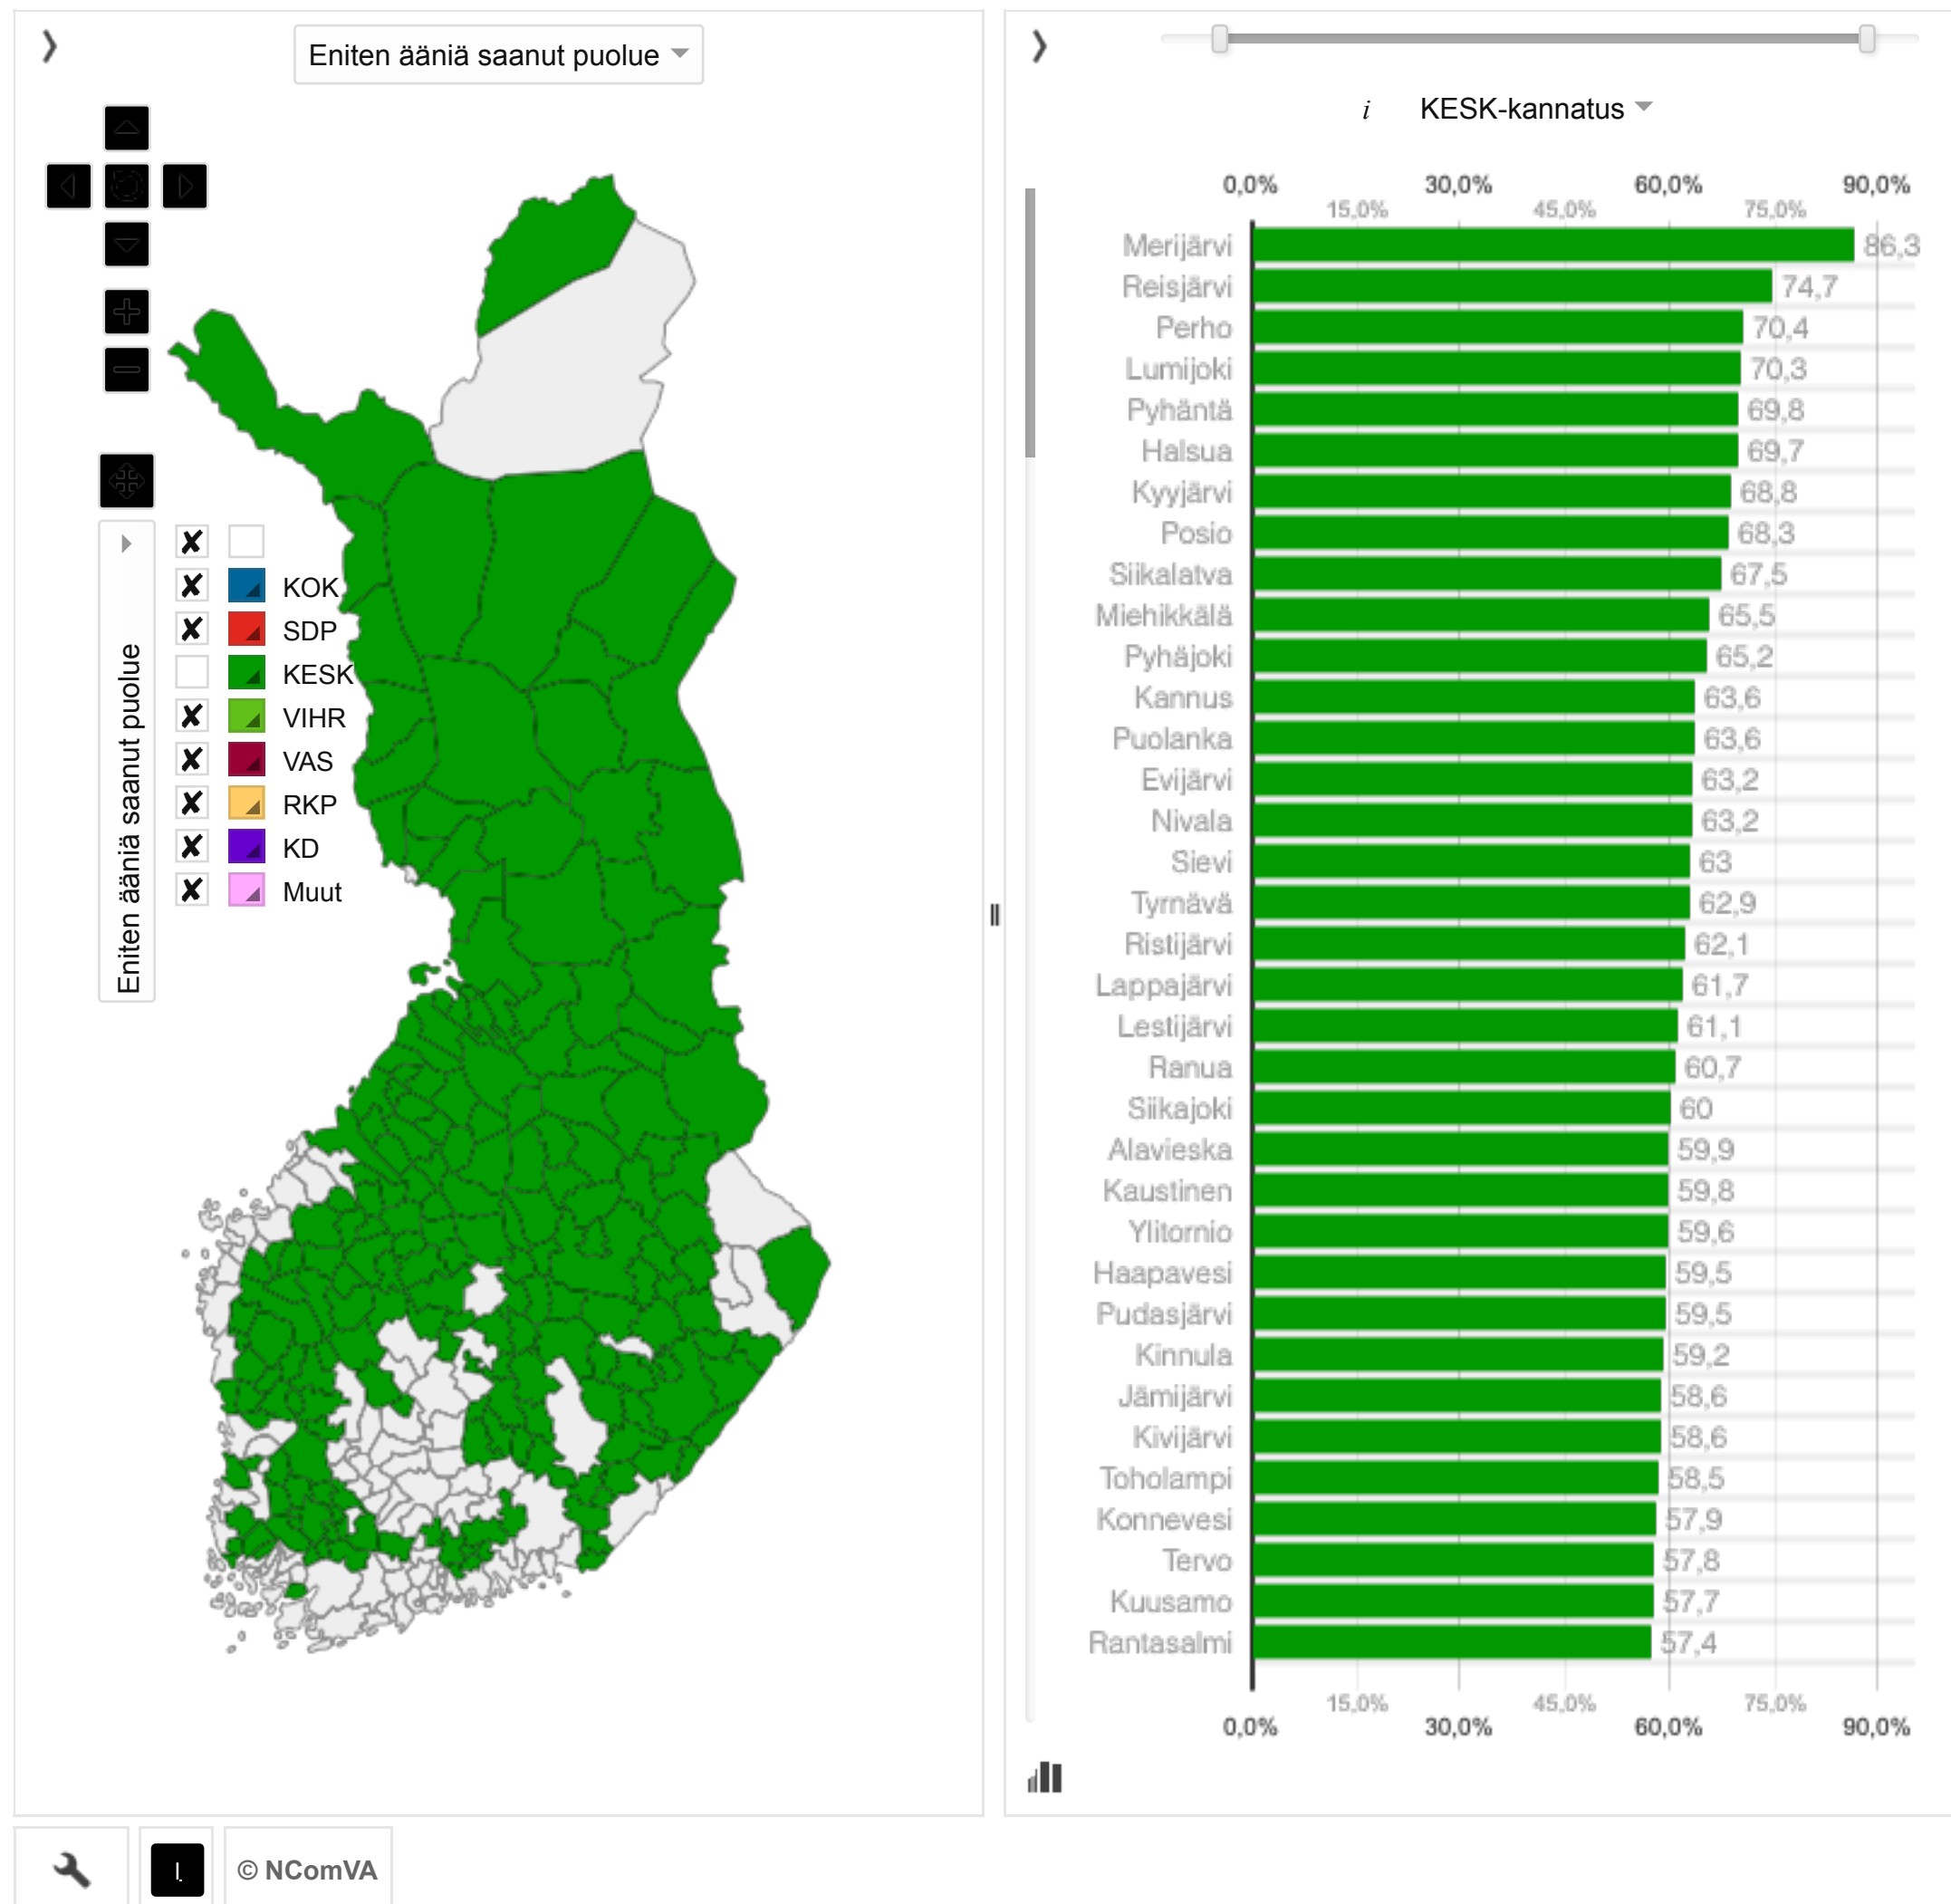 Eniten ääniä saanut puolue
KOK
SDP
KESK
VIHR
VAS
RKP
KD
Muut
Eniten ääniä saanut puolue
i KESK-kannatus
0,0% 30,0% 60,0% 90,0%
15,0% 45,0% 75,0%
Merijärvi 86,3
Reisjärvi 74,7
Perho 70,4
Lumijoki 70,3
Pyhäntä 69,8
Halsua 69,7
Kyyjärvi 68,8
Posio 68,3
Siikalatva 67,5
Miehikkälä 65,5
Pyhäjoki 65,2
Kannus 63,6
Puolanka 63,6
Evijärvi 63,2
Nivala 63,2
Sievi 63
Tyrnävä 62,9
Ristijärvi 62,1
Lappajärvi 61,7
Lestijärvi 61,1
Ranua 60,7
Siikajoki 60
Alavieska 59,9
Kaustinen 59,8
Ylitornio 59,6
Haapavesi 59,5
Pudasjärvi 59,5
Kinnula 59,2
Jämijärvi 58,6
Kivijärvi 58,6
Toholampi 58,5
Konnevesi 57,9
Tervo 57,8
Kuusamo 57,7
Rantasalmi 57,4
15,0% 45,0% 75,0%
0,0% 30,0% 60,0% 90,0%
© NComVA